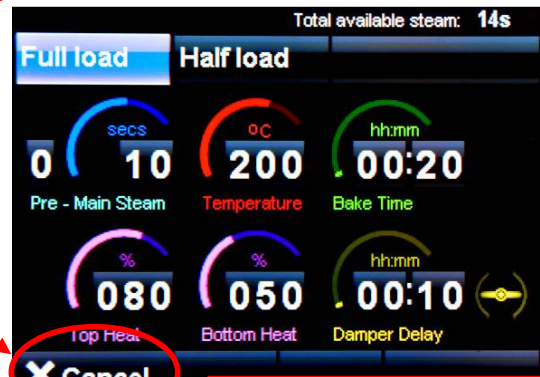 Total available steam: 14s
Full load Half load
secs °C hh:mm
0 10 200 00:20
Pre - Main Steam Temperature Bake Time
% % hh:mm
080 050 00:10
Top Heat Bottom Heat Damper Delay
X Cancel